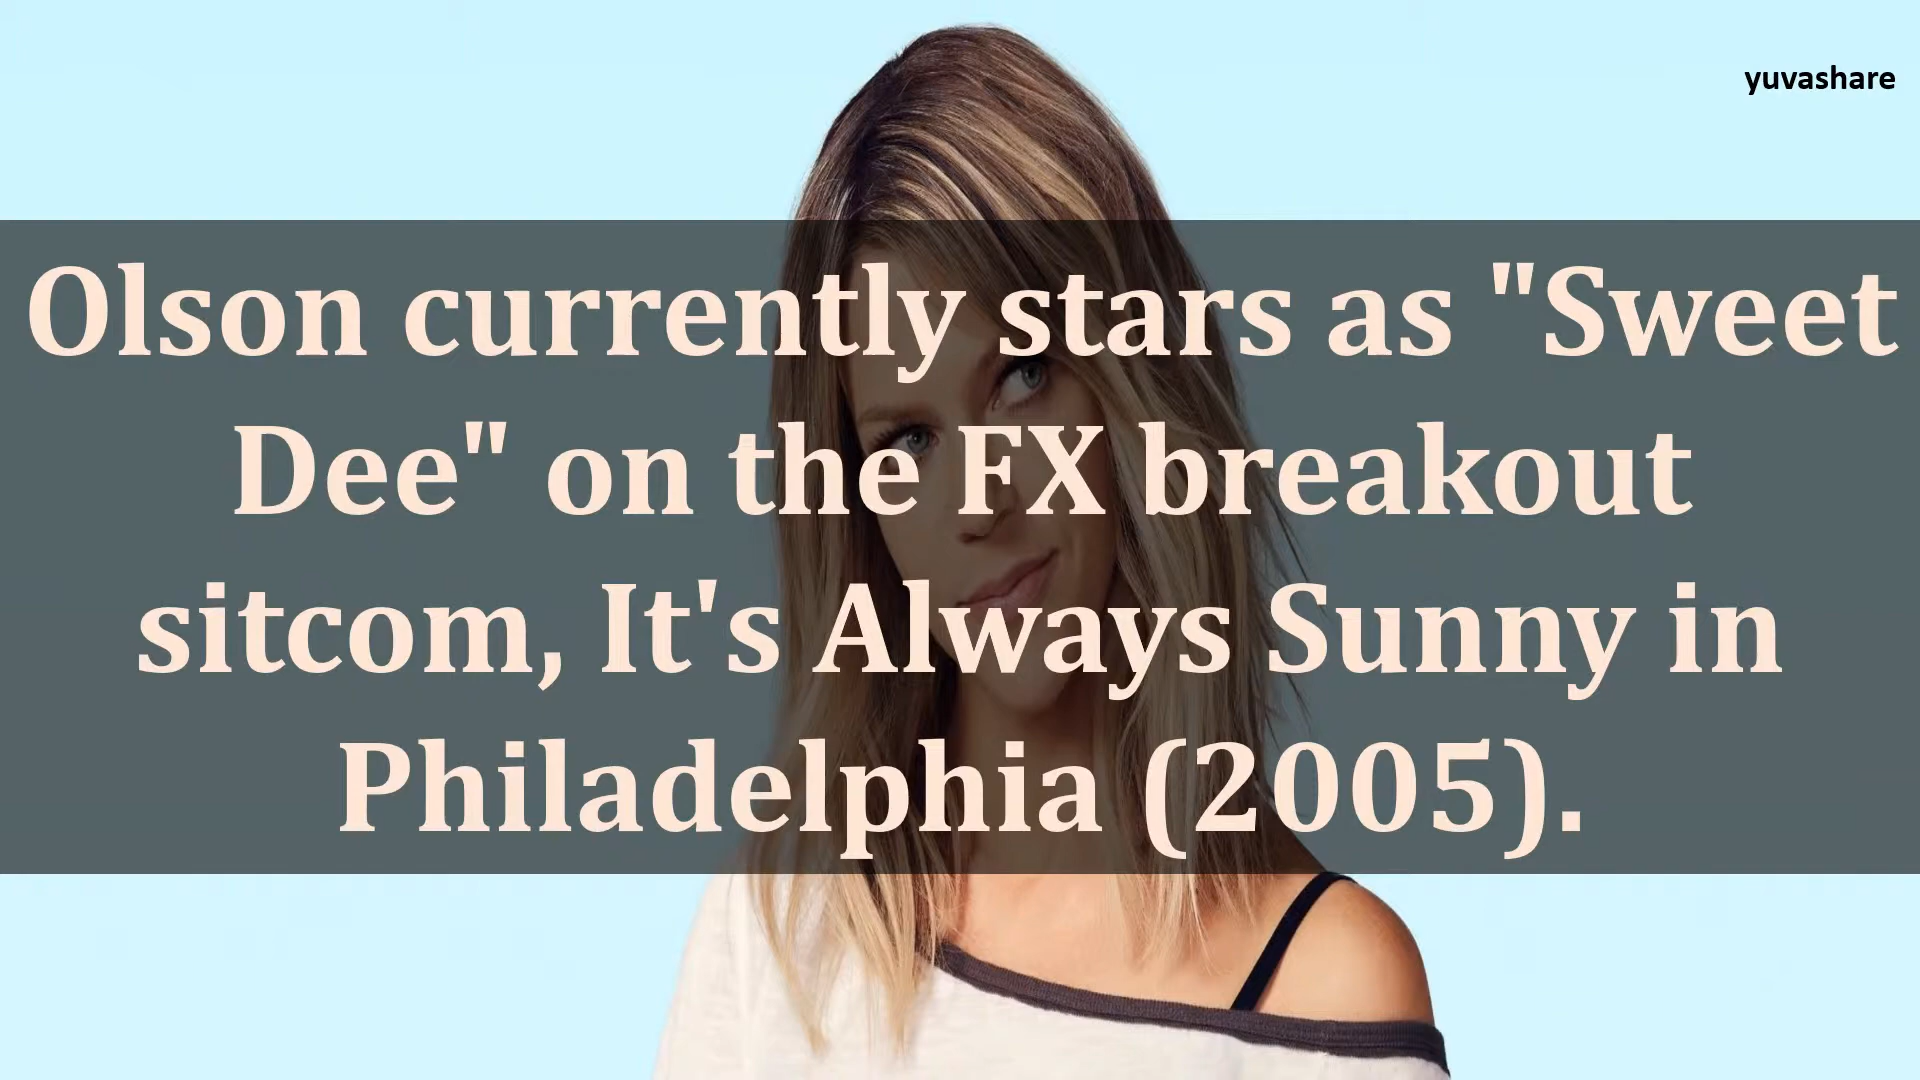 yuvashare
Olson currently stars as "Sweet
Dee" on the FX breakout
sitcom, It's Always Sunny in
Philadelphia (2005).